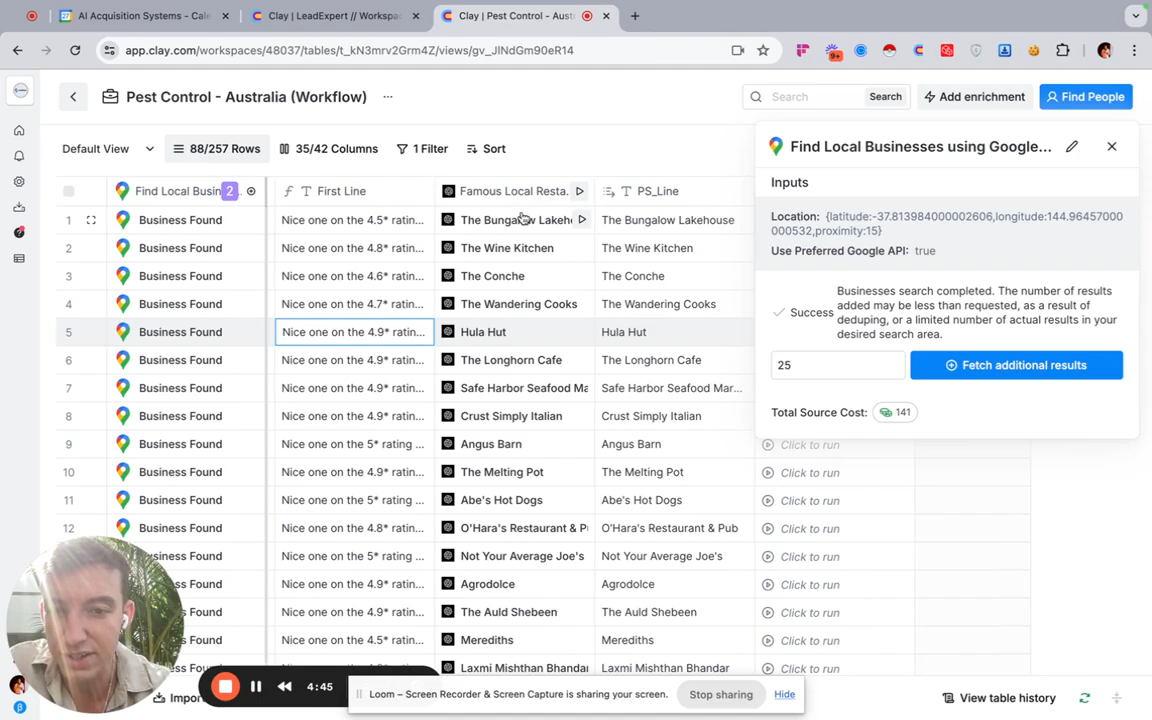 AI Acquisition Systems - Cale
Clay | LeadExpert // Workspa
Clay | Pest Control - Austra
app.clay.com/workspaces/48037/tables/t_kN3mrv2Grm4Z/views/gv_JlNdGm90eR14
9+
Pest Control - Australia (Workflow)
Search
Search
Add enrichment
Find People
Default View
88/257 Rows
35/42 Columns
1 Filter
Sort
Find Local Busin...
2
First Line
Famous Local Resta...
PS_Line
1 Business Found Nice one on the 4.5* ratin... The Bungalow Lakeh The Bungalow Lakehouse
2 Business Found Nice one on the 4.8* ratin... The Wine Kitchen The Wine Kitchen
3 Business Found Nice one on the 4.6* ratin... The Conche The Conche
4 Business Found Nice one on the 4.7* ratin... The Wandering Cooks The Wandering Cooks
5 Business Found Nice one on the 4.9* ratin... Hula Hut Hula Hut
6 Business Found Nice one on the 4.9* ratin... The Longhorn Cafe The Longhorn Cafe
7 Business Found Nice one on the 4.9* ratin... Safe Harbor Seafood Ma Safe Harbor Seafood Mar...
8 Business Found Nice one on the 4.9* ratin... Crust Simply Italian Crust Simply Italian
9 Business Found Nice one on the 5* rating ... Angus Barn Angus Barn Click to run
10 Business Found Nice one on the 4.9* ratin... The Melting Pot The Melting Pot Click to run
11 Business Found Nice one on the 5* rating ... Abe's Hot Dogs Abe's Hot Dogs Click to run
12 Business Found Nice one on the 4.8* ratin... O'Hara's Restaurant & P O'Hara's Restaurant & Pub Click to run
Business Found Nice one on the 5* rating ... Not Your Average Joe's Not Your Average Joe's Click to run
ss Found Nice one on the 4.9* ratin... Agrodolce Agrodolce Click to run
ss Found Nice one on the 4.9* ratin... The Auld Shebeen The Auld Shebeen Click to run
ss Found Nice one on the 4.5* ratin... Merediths Merediths Click to run
ss Found Laxmi Mishthan Bhandar Laxmi Mishthan Bhandar Click to run
Find Local Businesses using Google...
Inputs
Location: {latitude:-37.813984000002606,longitude:144.96457000
000532,proximity:15}
Use Preferred Google API: true
Success
Businesses search completed. The number of results
added may be less than requested, as a result of
deduping, or a limited number of actual results in your
desired search area.
25
Fetch additional results
Total Source Cost: 141
4:45
Loom – Screen Recorder & Screen Capture is sharing your screen.
Stop sharing
Hide
Impor
View table history
β